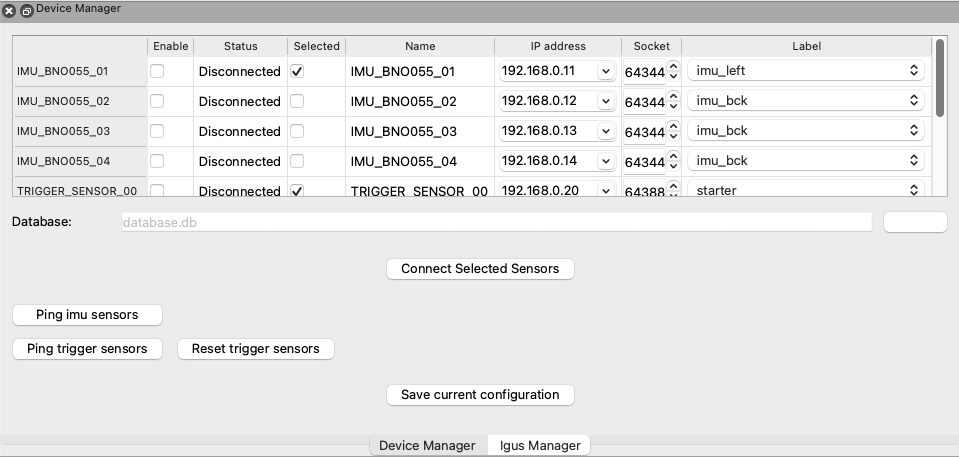 Device Manager
Enable Status Selected Name IP address Socket Label
IMU_BNO055_01 Disconnected IMU_BNO055_01 192.168.0.11 64344 imu_left
IMU_BNO055_02 Disconnected IMU_BNO055_02 192.168.0.12 64344 imu_bck
IMU_BNO055_03 Disconnected IMU_BNO055_03 192.168.0.13 64344 imu_bck
IMU_BNO055_04 Disconnected IMU_BNO055_04 192.168.0.14 64344 imu_bck
TRIGGER_SENSOR_00 Disconnected TRIGGER_SENSOR_00 192.168.0.20 64388 starter
Database: database.db
Connect Selected Sensors
Ping imu sensors
Ping trigger sensors Reset trigger sensors
Save current configuration
Device Manager Igus Manager